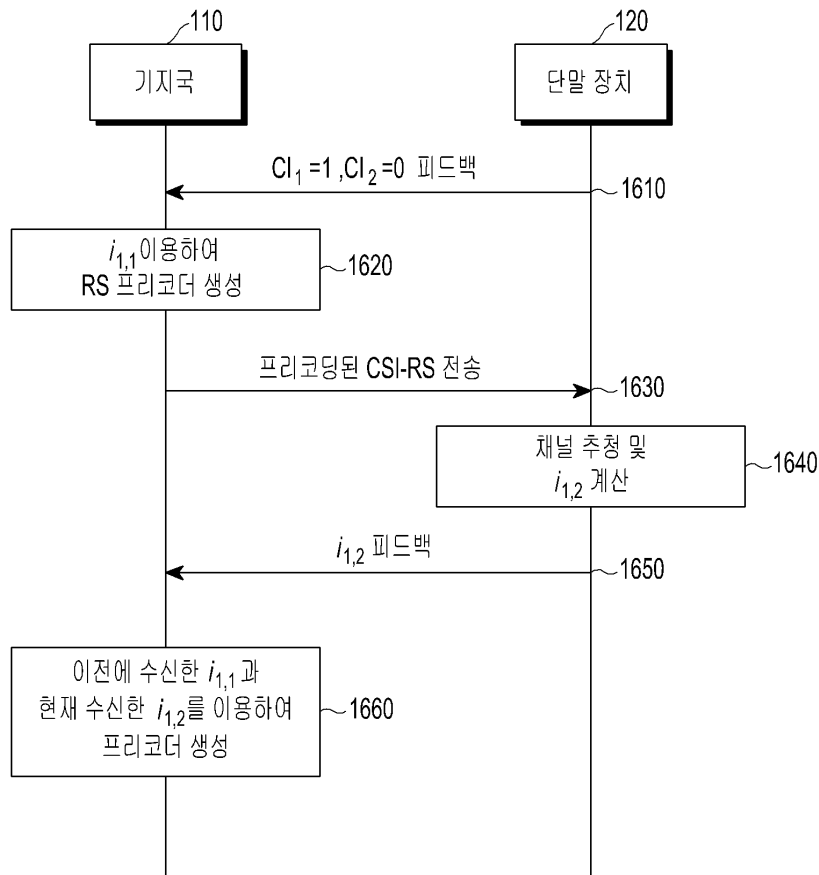 110
120
기지국
단말 장치
CI1 =1 ,CI2 =0 피드백
1610
i1,1 이용하여
RS 프리코더 생성
1620
프리코딩된 CSI-RS 전송
1630
채널 추청 및
i1,2 계산
1640
i1,2 피드백
1650
이전에 수신한 i1,1 과
현재 수신한 i1,2를 이용하여
프리코더 생성
1660